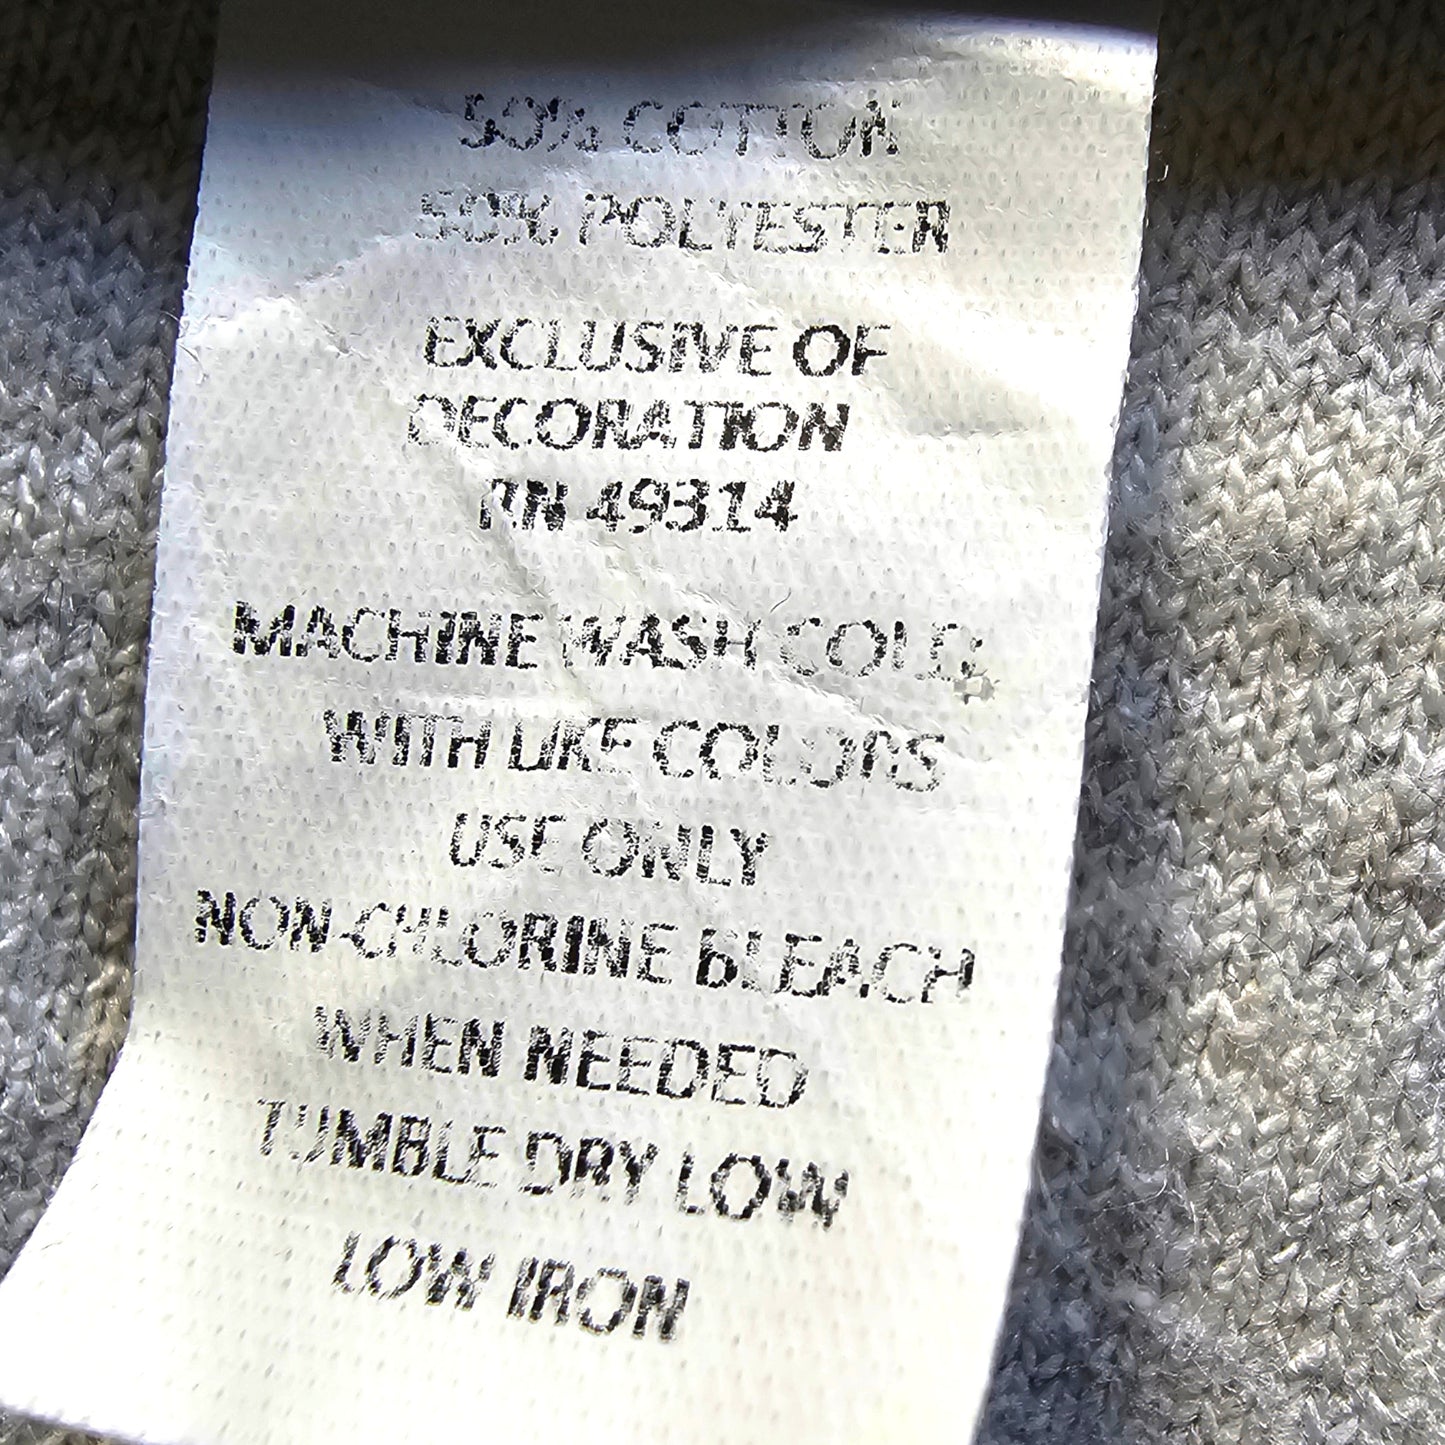 50% COTTON
50% POLYESTER
EXCLUSIVE OF
DECORATION
RN 49314
MACHINE WASH COLD,
WITH LIKE COLORS
USE ONLY
NON-CHLORINE BLEACH
WHEN NEEDED
TUMBLE DRY LOW
LOW IRON